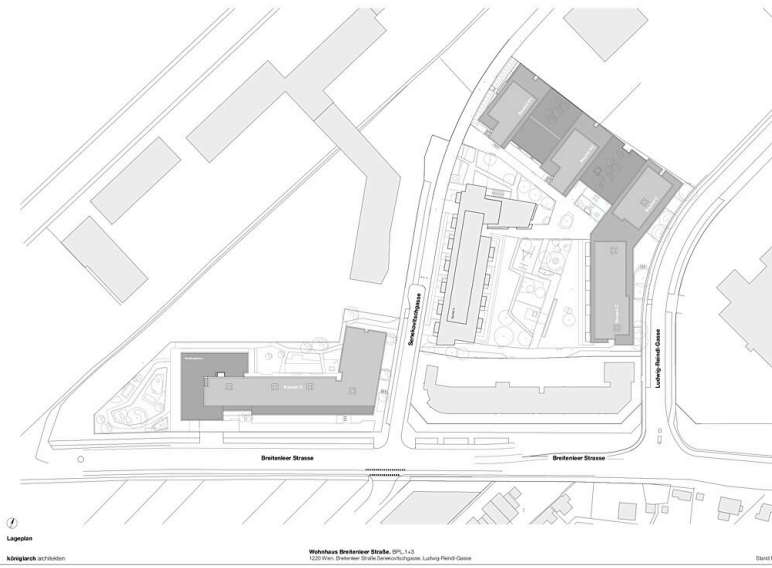 Senekovitschgasse
Ludwig-Reindl-Gasse
Breitenleer Strasse
Breitenleer Strasse
Lageplan
königlarch architekten
Wohnhaus Breitenleer Straße, BPL.1+3
1220 Wien, Breitenleer Straße Senekovitschgasse, Ludwig-Reindl-Gasse
Stand